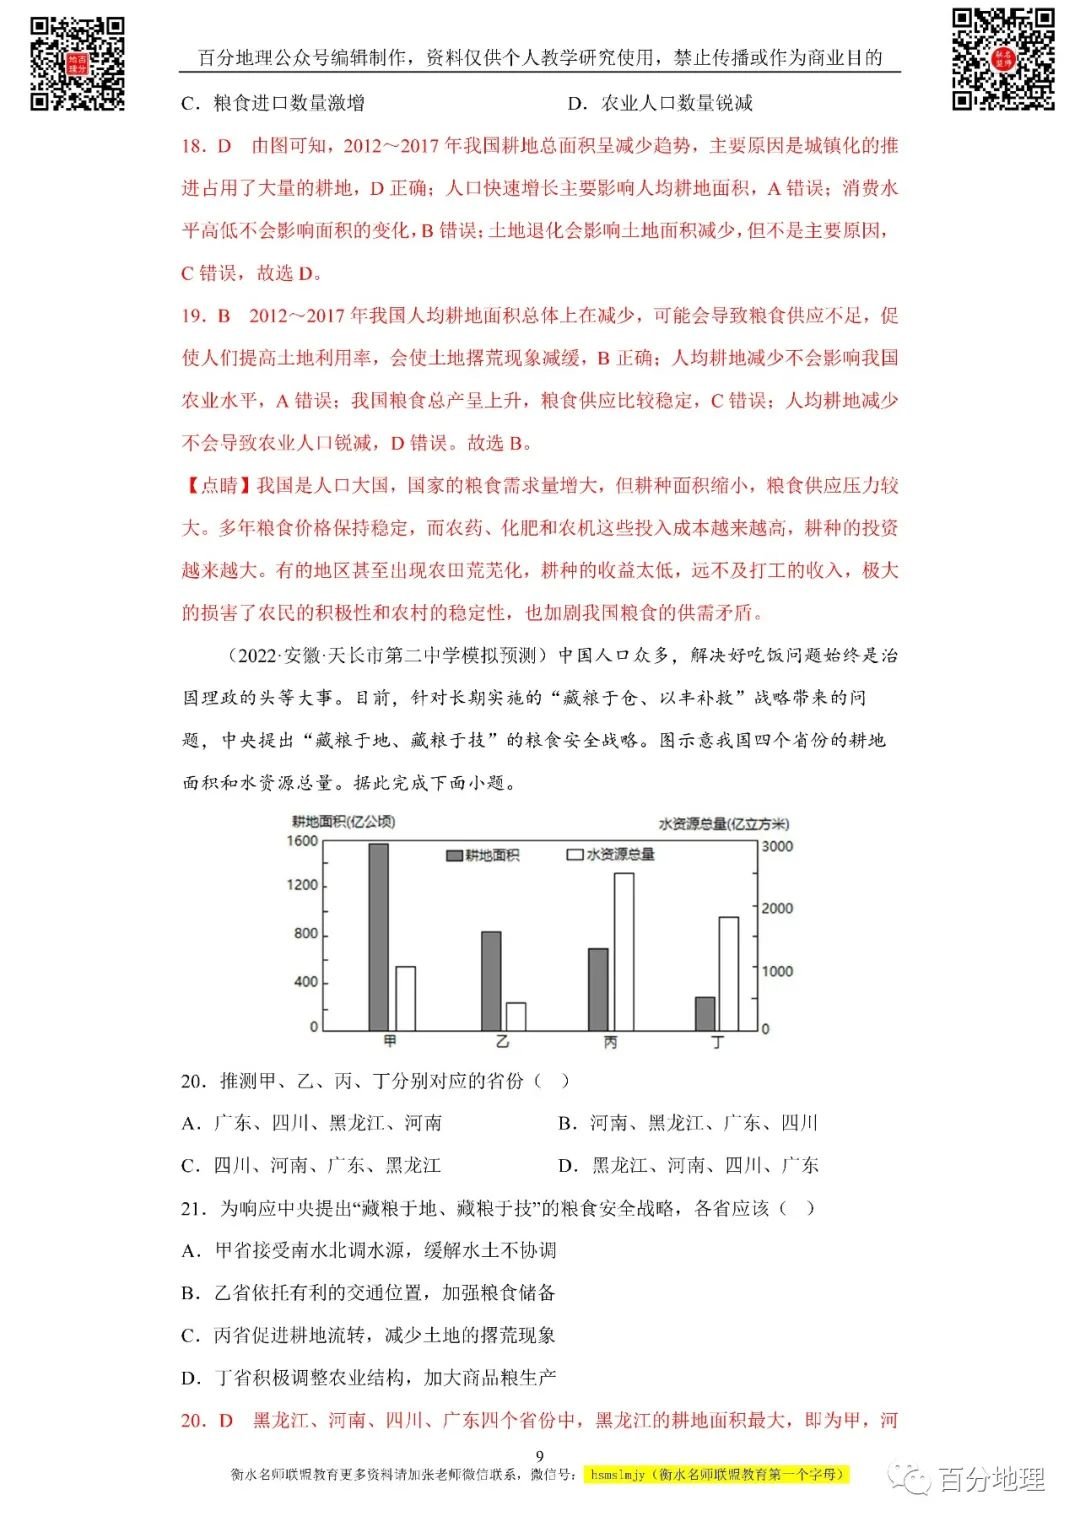 百分地理公众号编辑制作，资料仅供个人教学研究使用，禁止传播或作为商业目的
C．粮食进口数量激增 D．农业人口数量锐减
18．D 由图可知，2012～2017年我国耕地总面积呈减少趋势，主要原因是城镇化的推
进占用了大量的耕地，D正确；人口快速增长主要影响人均耕地面积，A错误；消费水
平高低不会影响面积的变化，B错误；土地退化会影响土地面积减少，但不是主要原因，
C错误，故选D。
19．B 2012～2017年我国人均耕地面积总体上在减少，可能会导致粮食供应不足，促
使人们提高土地利用率，会使土地撂荒现象减缓，B正确；人均耕地减少不会影响我国
农业水平，A错误；我国粮食总产呈上升，粮食供应比较稳定，C错误；人均耕地减少
不会导致农业人口锐减，D错误。故选B。
【点睛】我国是人口大国，国家的粮食需求量增大，但耕种面积缩小，粮食供应压力较
大。多年粮食价格保持稳定，而农药、化肥和农机这些投入成本越来越高，耕种的投资
越来越大。有的地区甚至出现农田荒芜化，耕种的收益太低，远不及打工的收入，极大
的损害了农民的积极性和农村的稳定性，也加剧我国粮食的供需矛盾。
（2022·安徽·天长市第二中学模拟预测）中国人口众多，解决好吃饭问题始终是治
国理政的头等大事。目前，针对长期实施的“藏粮于仓、以丰补救”战略带来的问
题，中央提出“藏粮于地、藏粮于技”的粮食安全战略。图示意我国四个省份的耕地
面积和水资源总量。据此完成下面小题。
耕地面积(亿公顷) 水资源总量(亿立方米)
1600 3000
耕地面积 水资源总量
1200
2000
800
1000
400
0 0
甲 乙 丙 丁
20．推测甲、乙、丙、丁分别对应的省份（ ）
A．广东、四川、黑龙江、河南 B．河南、黑龙江、广东、四川
C．四川、河南、广东、黑龙江 D．黑龙江、河南、四川、广东
21．为响应中央提出“藏粮于地、藏粮于技”的粮食安全战略，各省应该（ ）
A．甲省接受南水北调水源，缓解水土不协调
B．乙省依托有利的交通位置，加强粮食储备
C．丙省促进耕地流转，减少土地的撂荒现象
D．丁省积极调整农业结构，加大商品粮生产
20．D 黑龙江、河南、四川、广东四个省份中，黑龙江的耕地面积最大，即为甲，河
9
衡水名师联盟教育更多资料请加张老师微信联系，微信号： hsmslmjy（衡水名师联盟教育第一个字母）
百分地理